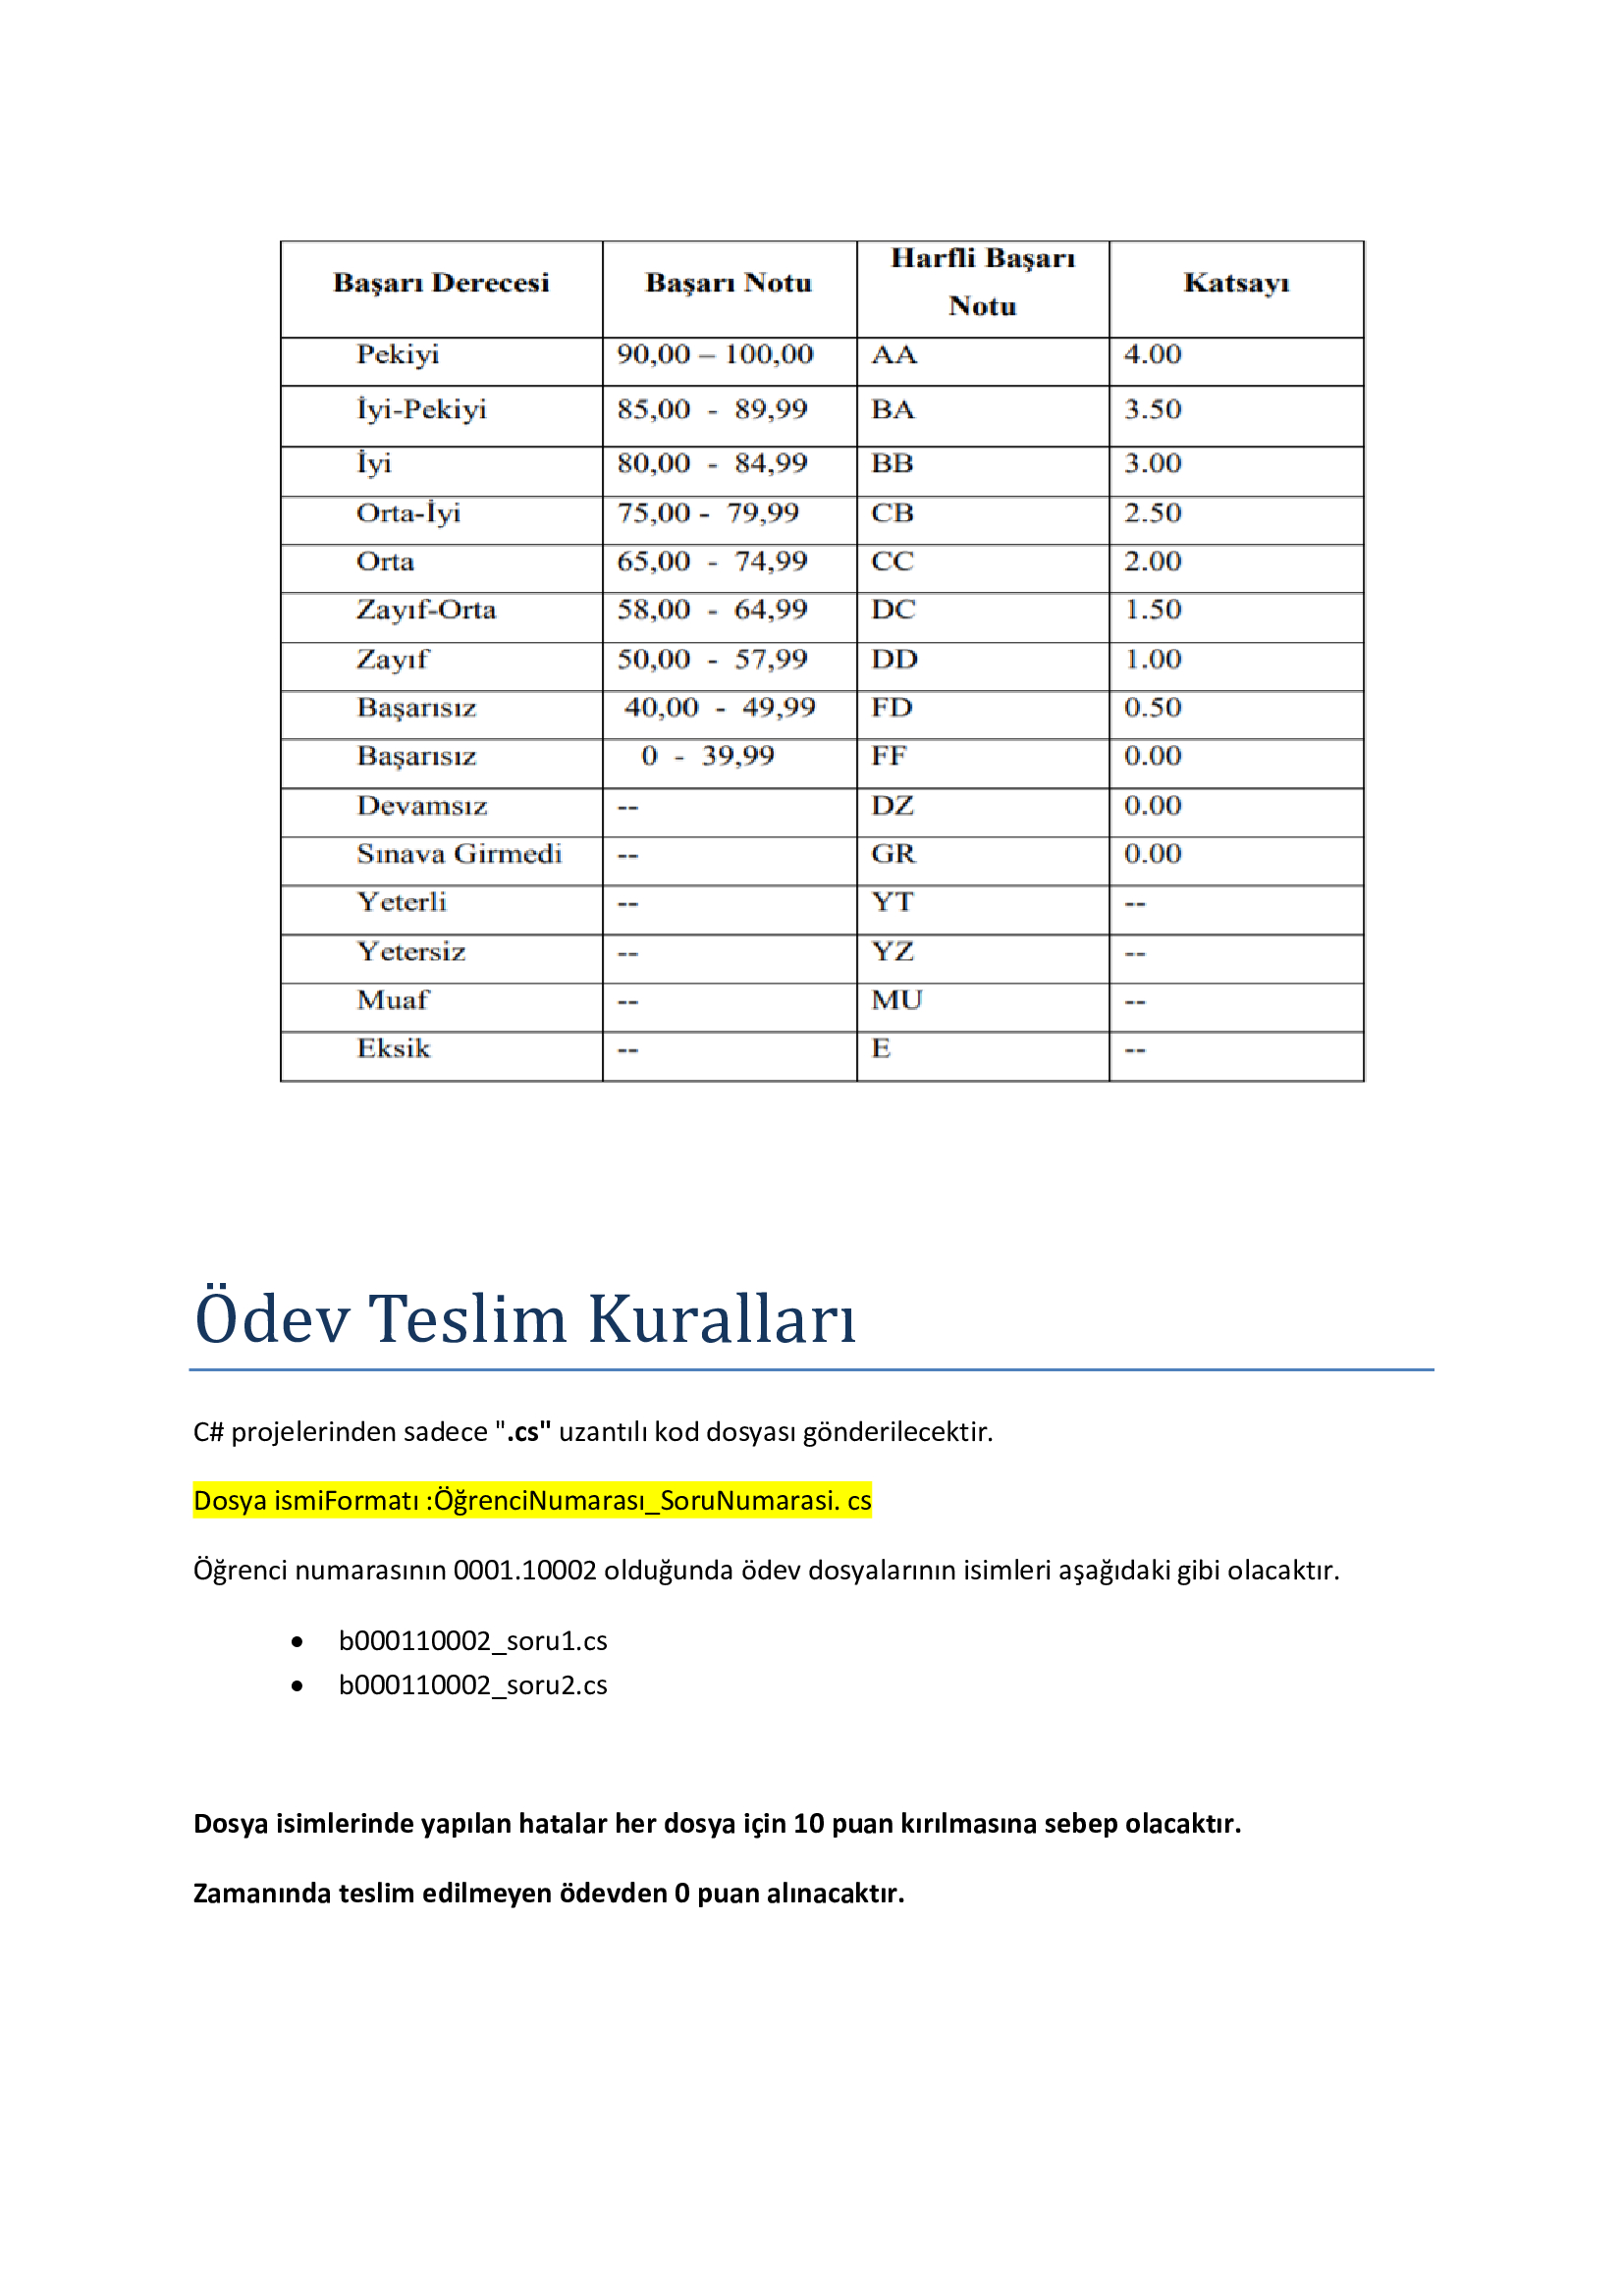 Başarı Derecesi Başarı Notu Harfli Başarı Notu Katsayı
Pekiyi 90,00 – 100,00 AA 4.00
İyi-Pekiyi 85,00 - 89,99 BA 3.50
İyi 80,00 - 84,99 BB 3.00
Orta-İyi 75,00 - 79,99 CB 2.50
Orta 65,00 - 74,99 CC 2.00
Zayıf-Orta 58,00 - 64,99 DC 1.50
Zayıf 50,00 - 57,99 DD 1.00
Başarısız 40,00 - 49,99 FD 0.50
Başarısız 0 - 39,99 FF 0.00
Devamsız -- DZ 0.00
Sınava Girmedi -- GR 0.00
Yeterli -- YT --
Yetersiz -- YZ --
Muaf -- MU --
Eksik -- E --
Ödev Teslim Kuralları
C# projelerinden sadece ".cs" uzantılı kod dosyası gönderilecektir.
Dosya ismiFormatı :ÖğrenciNumarası_SoruNumarasi. cs
Öğrenci numarasının 0001.10002 olduğunda ödev dosyalarının isimleri aşağıdaki gibi olacaktır.
• b000110002_soru1.cs
• b000110002_soru2.cs
Dosya isimlerinde yapılan hatalar her dosya için 10 puan kırılmasına sebep olacaktır.
Zamanında teslim edilmeyen ödevden 0 puan alınacaktır.